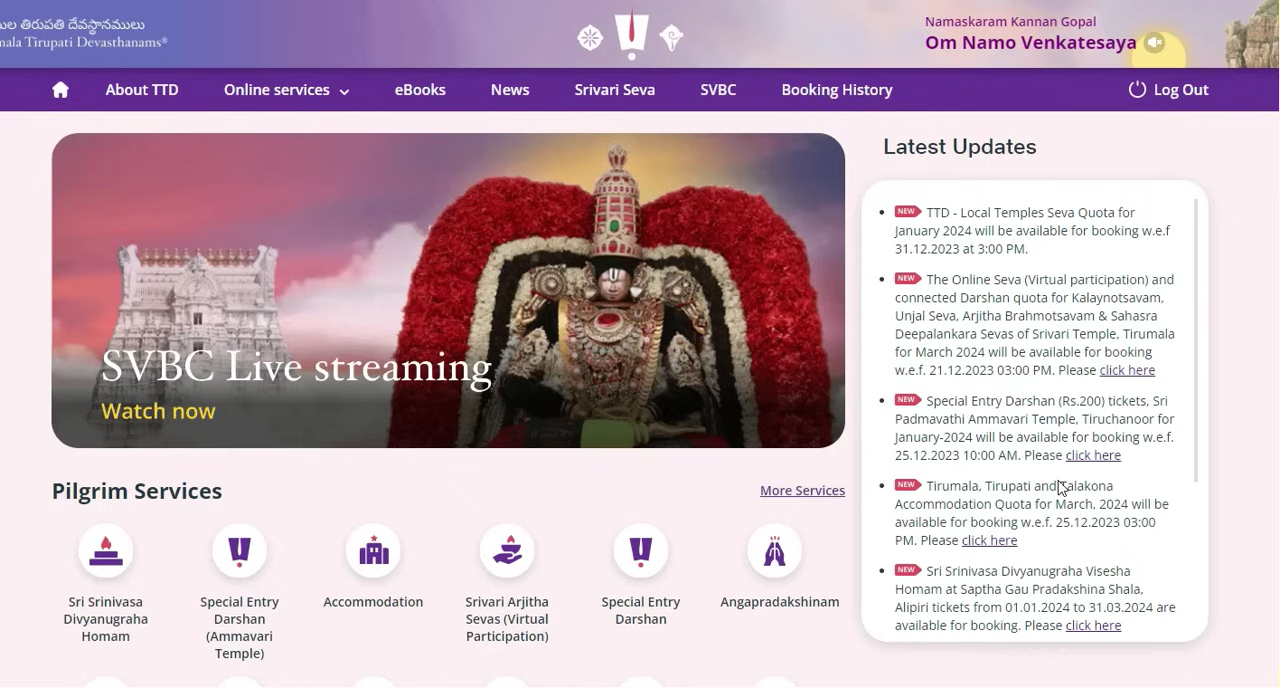 ల తిరుపతి దేవస్థానములు
mala Tirupati Devasthanams®
Namaskaram Kannan Gopal
Om Namo Venkatesaya
About TTD
Online services
eBooks
News
Srivari Seva
SVBC
Booking History
Log Out
SVBC Live streaming
Watch now
Latest Updates
NEW TTD - Local Temples Seva Quota for
January 2024 will be available for booking w.e.f
31.12.2023 at 3:00 PM.
NEW The Online Seva (Virtual participation) and
connected Darshan quota for Kalaynotsavam,
Unjal Seva, Arjitha Brahmotsavam & Sahasra
Deepalankara Sevas of Srivari Temple, Tirumala
for March 2024 will be available for booking
w.e.f. 21.12.2023 03:00 PM. Please click here
NEW Special Entry Darshan (Rs.200) tickets, Sri
Padmavathi Ammavari Temple, Tiruchanoor for
January-2024 will be available for booking w.e.f.
25.12.2023 10:00 AM. Please click here
NEW Tirumala, Tirupati and Talakona
Accommodation Quota for March, 2024 will be
available for booking w.e.f. 25.12.2023 03:00
PM. Please click here
NEW Sri Srinivasa Divyanugraha Visesha
Homam at Saptha Gau Pradakshina Shala,
Alipiri tickets from 01.01.2024 to 31.03.2024 are
available for booking. Please click here
Pilgrim Services
More Services
Sri Srinivasa
Divyanugraha
Homam
Special Entry
Darshan
(Ammavari
Temple)
Accommodation
Srivari Arjitha
Sevas (Virtual
Participation)
Special Entry
Darshan
Angapradakshinam